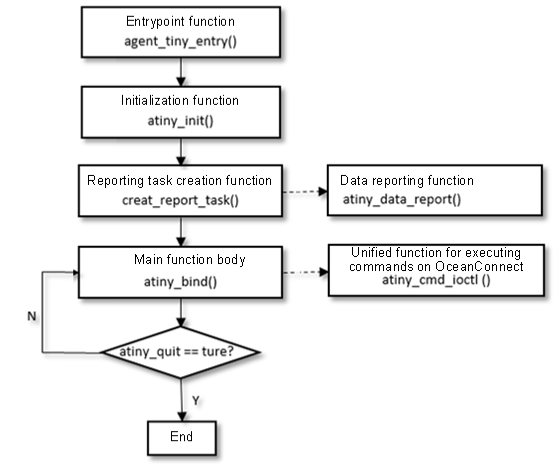 Entrypoint function
agent_tiny_entry()
Initialization function
atiny_init()
Reporting task creation function
creat_report_task()
Data reporting function
atiny_data_report()
Main function body
atiny_bind()
Unified function for executing
commands on OceanConnect
atiny_cmd_ioctl ()
N
atiny_quit == ture?
Y
End